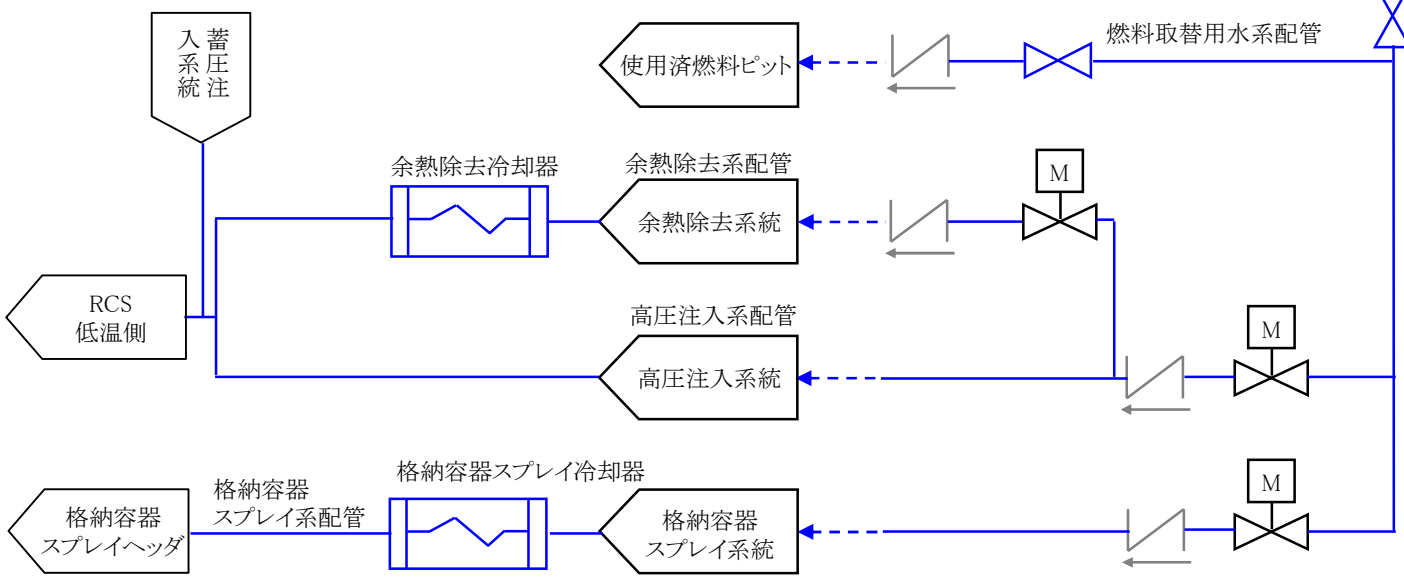 蓄圧注
入系統
使用済燃料ピット
燃料取替用水系配管
余熱除去冷却器
余熱除去系配管
余熱除去系統
M
RCS
低温側
高圧注入系配管
高圧注入系統
M
格納容器
スプレイヘッダ
格納容器
スプレイ系配管
格納容器スプレイ冷却器
格納容器
スプレイ系統
M